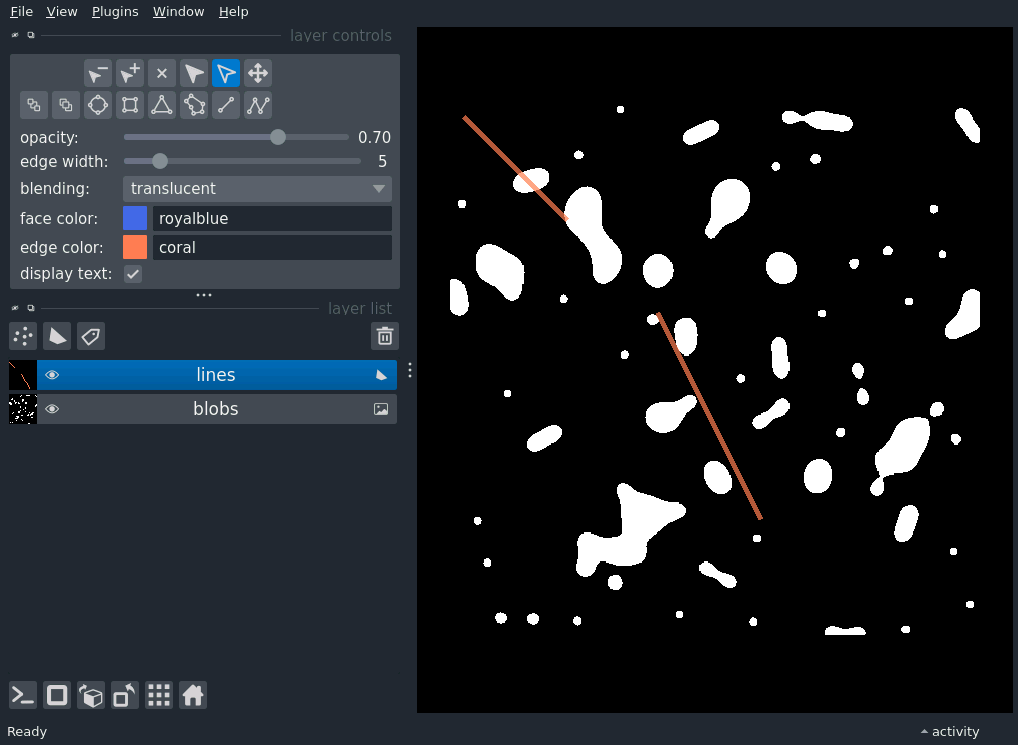 File View Plugins Window Help
layer controls
opacity: 0.70
edge width: 5
blending: translucent
face color: royalblue
edge color: coral
display text:
layer list
lines
blobs
Ready
activity